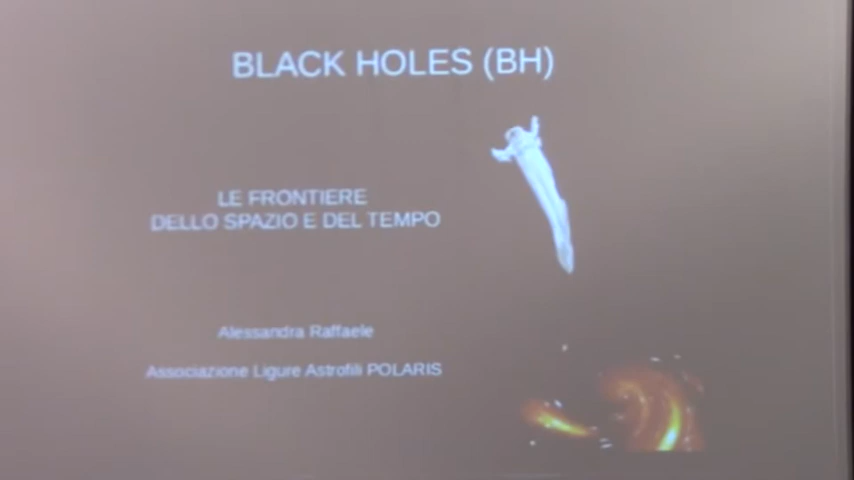 BLACK HOLES (BH)
LE FRONTIERE
DELLO SPAZIO E DEL TEMPO
Alessandra Raffaele
Associazione Ligure Astrofili POLARIS